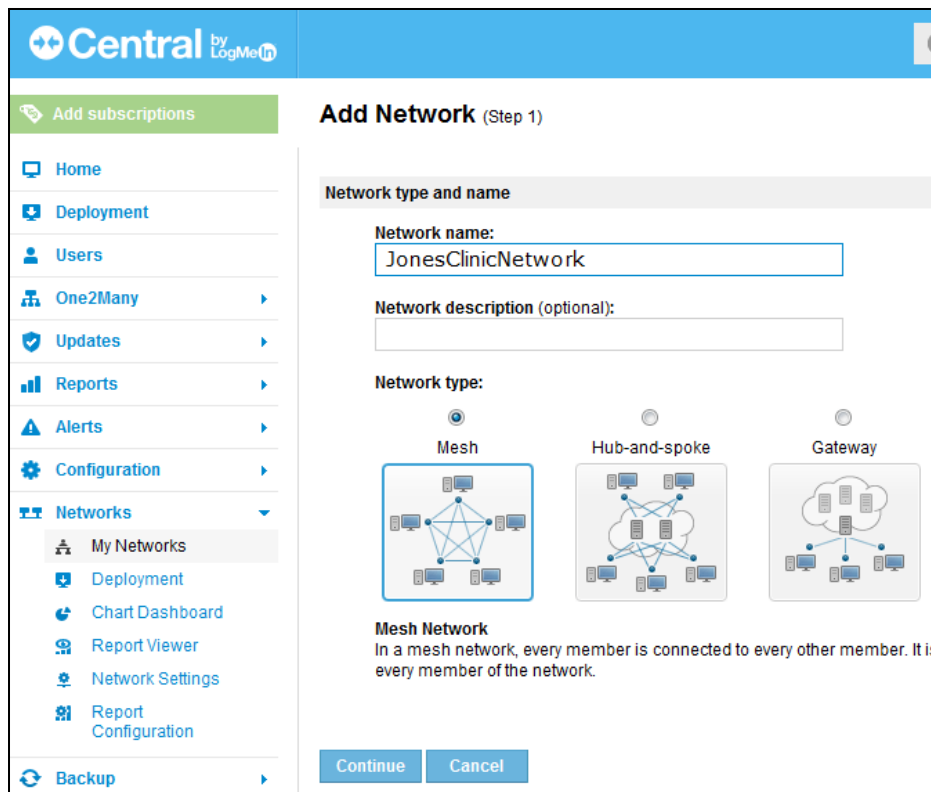 Central by LogMeIn
Add subscriptions
Home
Deployment
Users
One2Many
Updates
Reports
Alerts
Configuration
Networks
My Networks
Deployment
Chart Dashboard
Report Viewer
Network Settings
Report
Configuration
Backup
Add Network (Step 1)
Network type and name
Network name:
JonesClinicNetwork
Network description (optional):
Network type:
Mesh
Hub-and-spoke
Gateway
Mesh Network
In a mesh network, every member is connected to every other member. It is
every member of the network.
Continue
Cancel